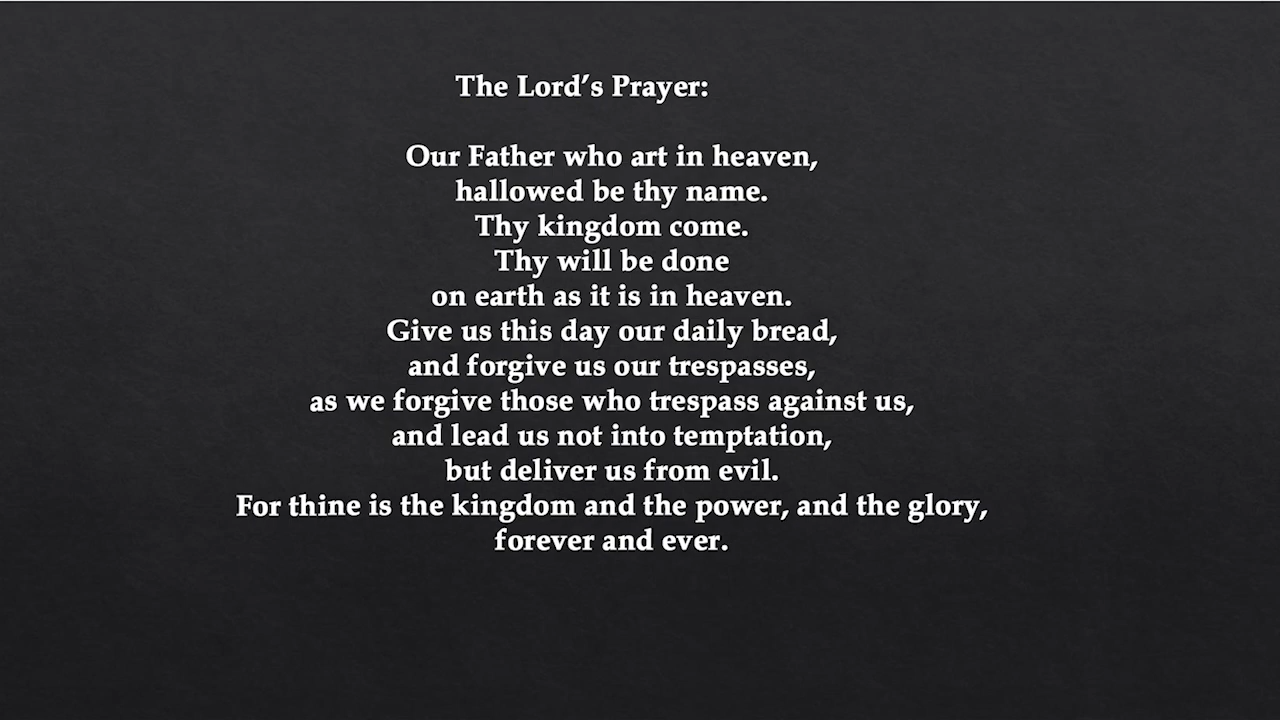 The Lord’s Prayer:
Our Father who art in heaven,
hallowed be thy name.
Thy kingdom come.
Thy will be done
on earth as it is in heaven.
Give us this day our daily bread,
and forgive us our trespasses,
as we forgive those who trespass against us,
and lead us not into temptation,
but deliver us from evil.
For thine is the kingdom and the power, and the glory,
forever and ever.